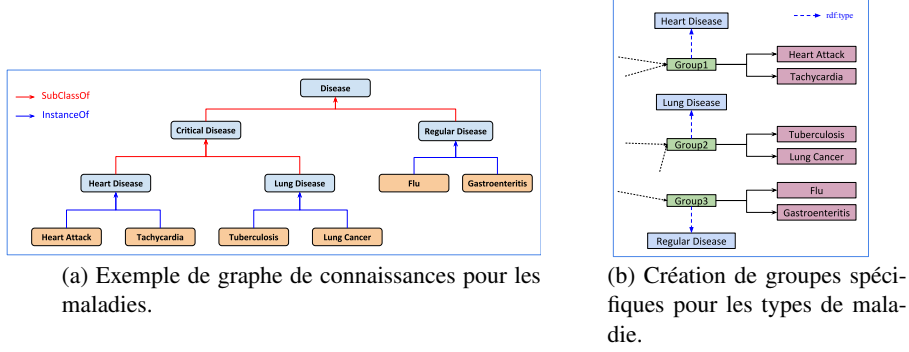 SubClassOf
InstanceOf
Disease
Critical Disease
Regular Disease
Heart Disease
Lung Disease
Flu
Gastroenteritis
Heart Attack
Tachycardia
Tuberculosis
Lung Cancer
(a) Exemple de graphe de connaissances pour les
maladies.
rdf:type
Heart Disease
Group1
Heart Attack
Tachycardia
Lung Disease
Group2
Tuberculosis
Lung Cancer
Group3
Flu
Gastroenteritis
Regular Disease
(b) Création de groupes spéci-
fiques pour les types de mala-
die.